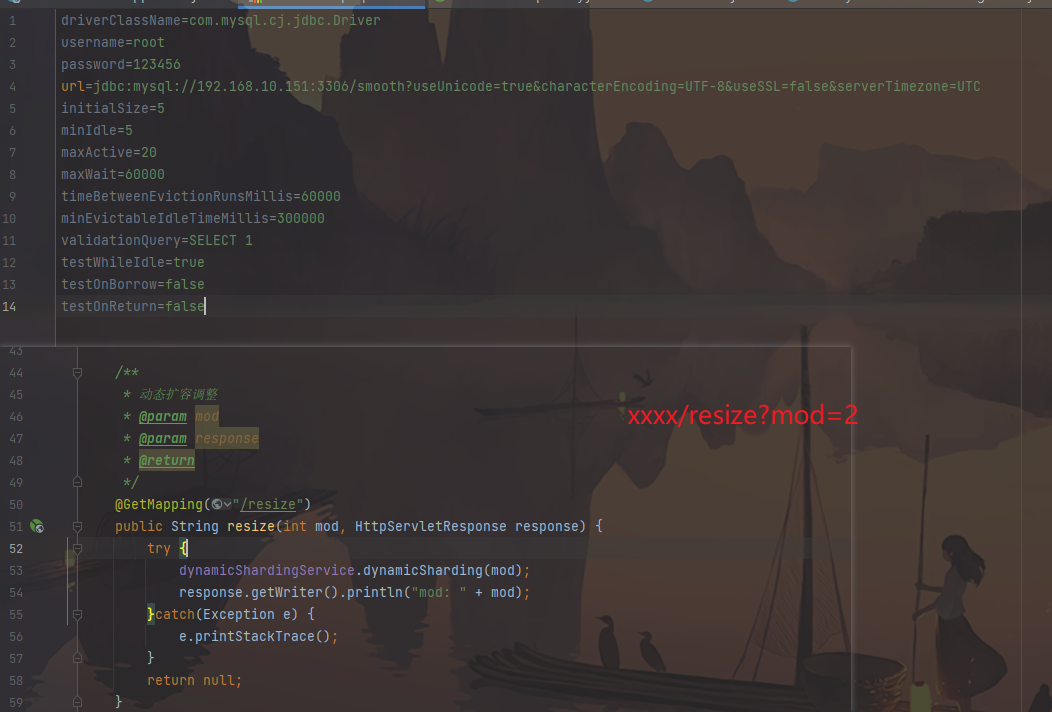 1 driverClassName=com.mysql.cj.jdbc.Driver
2 username=root
3 password=123456
4 url=jdbc:mysql://192.168.10.151:3306/smooth?useUnicode=true&characterEncoding=UTF-8&useSSL=false&serverTimezone=UTC
5 initialSize=5
6 minIdle=5
7 maxActive=20
8 maxWait=60000
9 timeBetweenEvictionRunsMillis=60000
10 minEvictableIdleTimeMillis=300000
11 validationQuery=SELECT 1
12 testWhileIdle=true
13 testOnBorrow=false
14 testOnReturn=false
43
44 /**
45 * 动态扩容调整
46 * @param mod
xxxx/resize?mod=2
47 * @param response
48 * @return
49 */
50 @GetMapping("/resize")
51 public String resize(int mod, HttpServletResponse response) {
52 try {
53 dynamicShardingService.dynamicSharding(mod);
54 response.getWriter().println("mod: " + mod);
55 }catch(Exception e) {
56 e.printStackTrace();
57 }
58 return null;
59 }